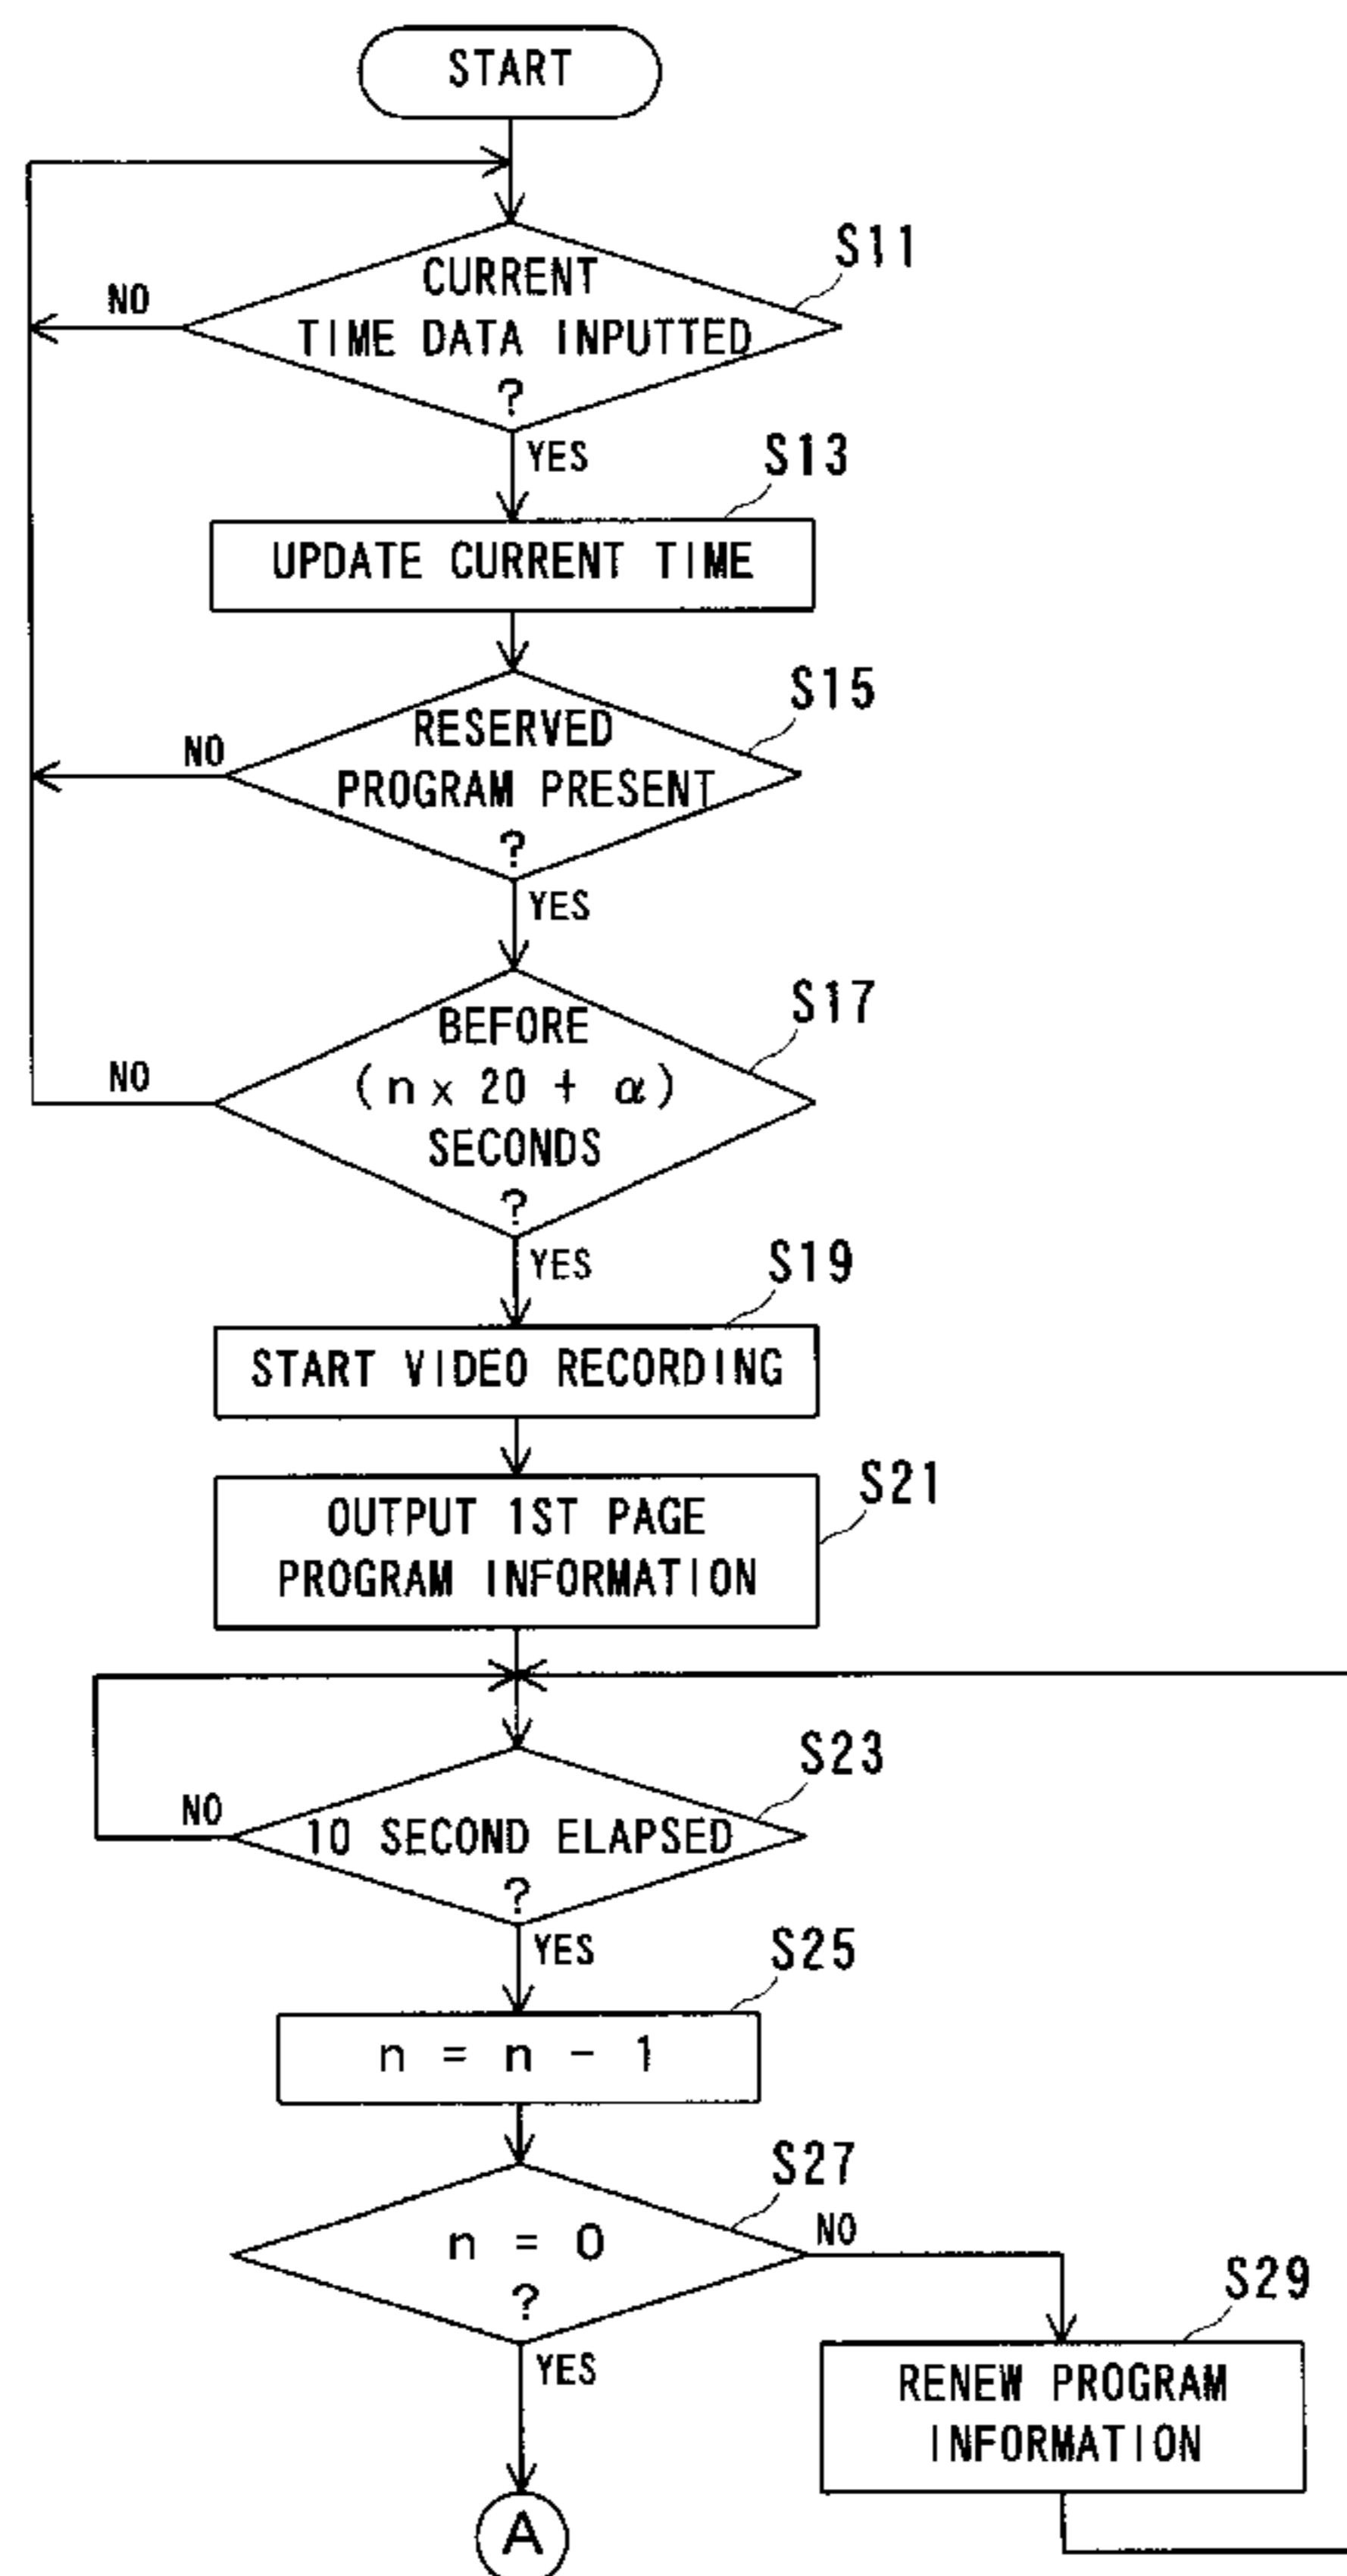 START
S11
CURRENT
TIME DATA INPUTTED
?
NO
YES
S13
UPDATE CURRENT TIME
S15
RESERVED
PROGRAM PRESENT
?
NO
YES
S17
BEFORE
(n x 20 + α)
SECONDS
?
NO
YES
S19
START VIDEO RECORDING
S21
OUTPUT 1ST PAGE
PROGRAM INFORMATION
S23
10 SECOND ELAPSED
?
NO
YES
S25
n = n - 1
S27
n = 0
?
NO
YES
S29
RENEW PROGRAM
INFORMATION
A